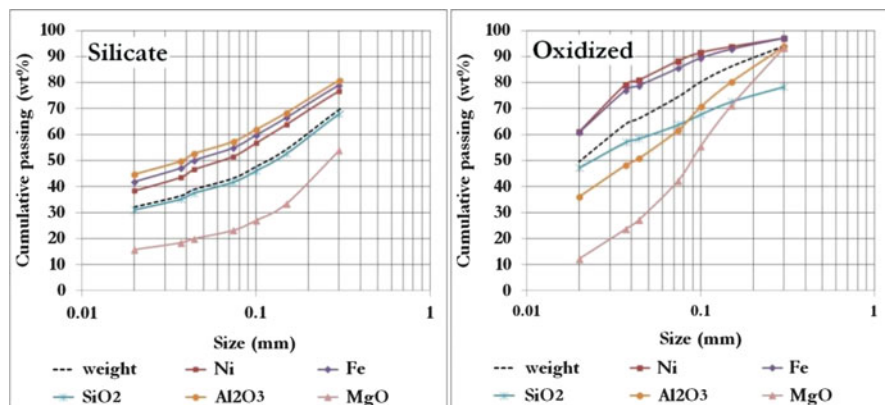 Silicate
Cumulative passing (wt%)
100
90
80
70
60
50
40
30
20
10
0
0.01 0.1 1
Size (mm)
weight Ni Fe
SiO2 Al2O3 MgO
Oxidized
Cumulative passing (wt%)
100
90
80
70
60
50
40
30
20
10
0
0.01 0.1 1
Size (mm)
weight Ni Fe
SiO2 Al2O3 MgO